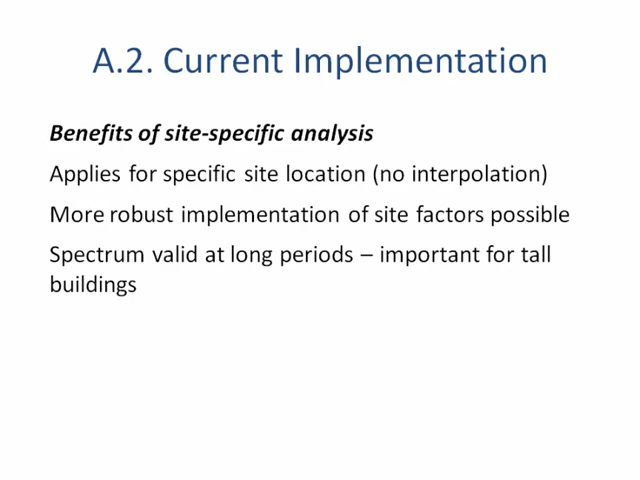 A.2. Current Implementation
Benefits of site-specific analysis
Applies for specific site location (no interpolation)
More robust implementation of site factors possible
Spectrum valid at long periods – important for tall
buildings